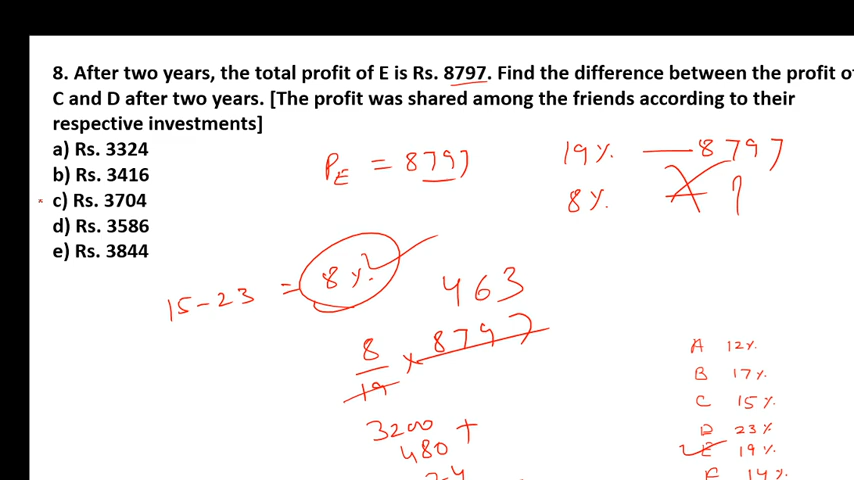 8. After two years, the total profit of E is Rs. 8797. Find the difference between the profit of
C and D after two years. [The profit was shared among the friends according to their
respective investments]
a) Rs. 3324
b) Rs. 3416
c) Rs. 3704
d) Rs. 3586
e) Rs. 3844
PE = 8797
19% — 8797
8%
15-23 = 8%
463
8/19 × 8797
3200 +
480
24
A 12%
B 17%
C 15%
D 23%
E 19%
F 14%